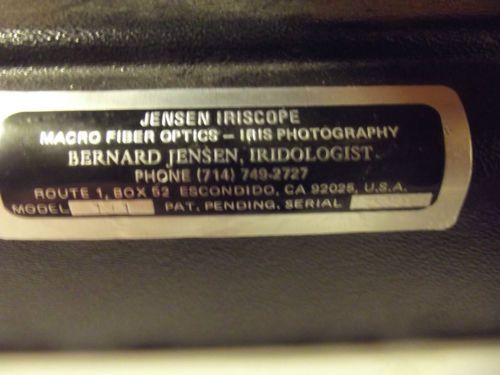 JENSEN IRISCOPE
MACRO FIBER OPTICS — IRIS PHOTOGRAPHY
BERNARD JENSEN, IRIDOLOGIST
PHONE (714) 749-2727
ROUTE 1, BOX 52 ESCONDIDO, CA 92025, U.S.A.
MODEL PAT. PENDING. SERIAL